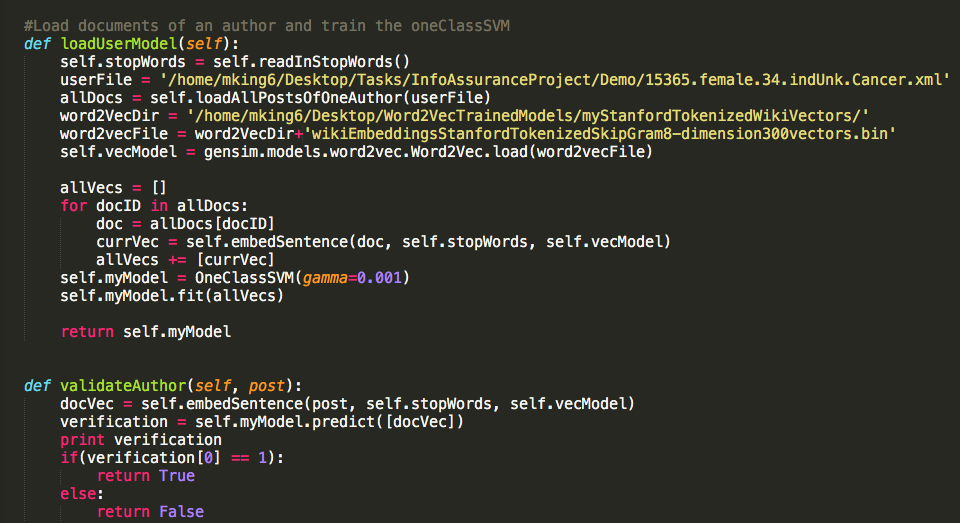 #Load documents of an author and train the oneClassSVM
def loadUserModel(self):
    self.stopWords = self.readInStopWords()
    userFile = '/home/mking6/Desktop/Tasks/InfoAssuranceProject/Demo/15365.female.34.indUnk.Cancer.xml'
    allDocs = self.loadAllPostsOfOneAuthor(userFile)
    word2VecDir = '/home/mking6/Desktop/Word2VecTrainedModels/myStanfordTokenizedWikiVectors/'
    word2vecFile = word2VecDir+'wikiEmbeddingsStanfordTokenizedSkipGram8-dimension300vectors.bin'
    self.vecModel = gensim.models.word2vec.Word2Vec.load(word2vecFile)
    allVecs = []
    for docID in allDocs:
        doc = allDocs[docID]
        currVec = self.embedSentence(doc, self.stopWords, self.vecModel)
        allVecs += [currVec]
    self.myModel = OneClassSVM(gamma=0.001)
    self.myModel.fit(allVecs)
    return self.myModel
def validateAuthor(self, post):
    docVec = self.embedSentence(post, self.stopWords, self.vecModel)
    verification = self.myModel.predict([docVec])
    print verification
    if(verification[0] == 1):
        return True
    else:
        return False